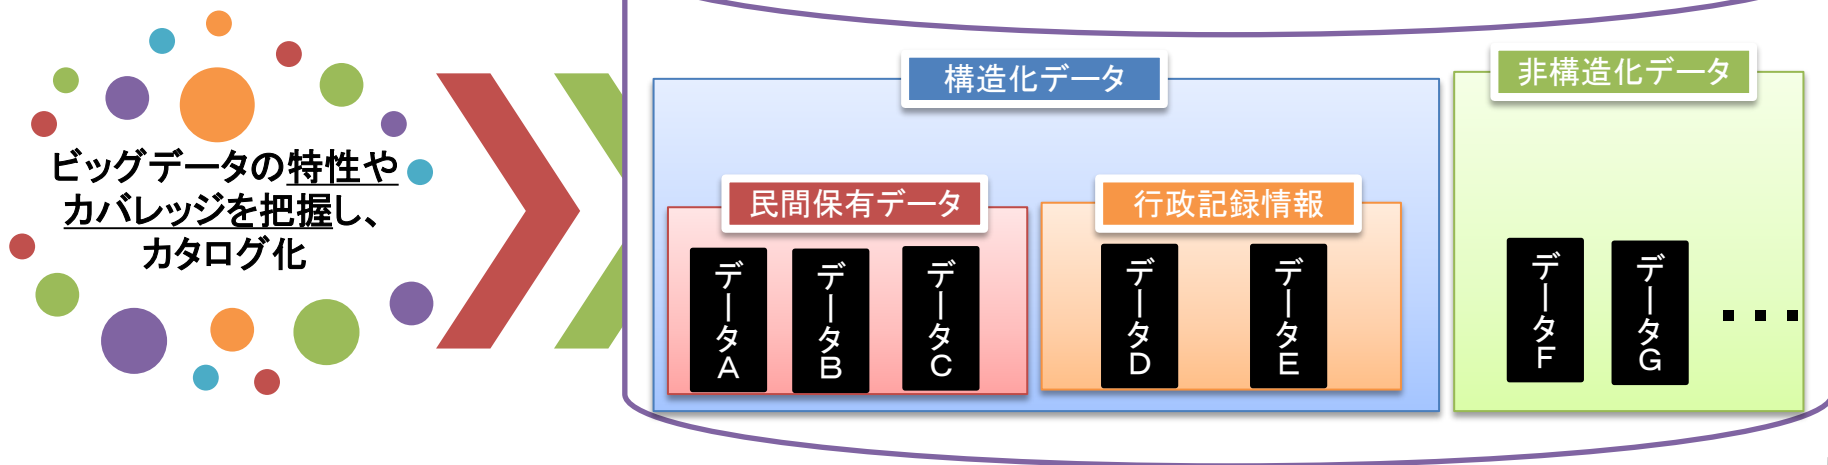 ビッグデータの特性や
カバレッジを把握し、
カタログ化
構造化データ
非構造化データ
民間保有データ
行政記録情報
データA
データB
データC
データD
データE
データF
データG
･･･